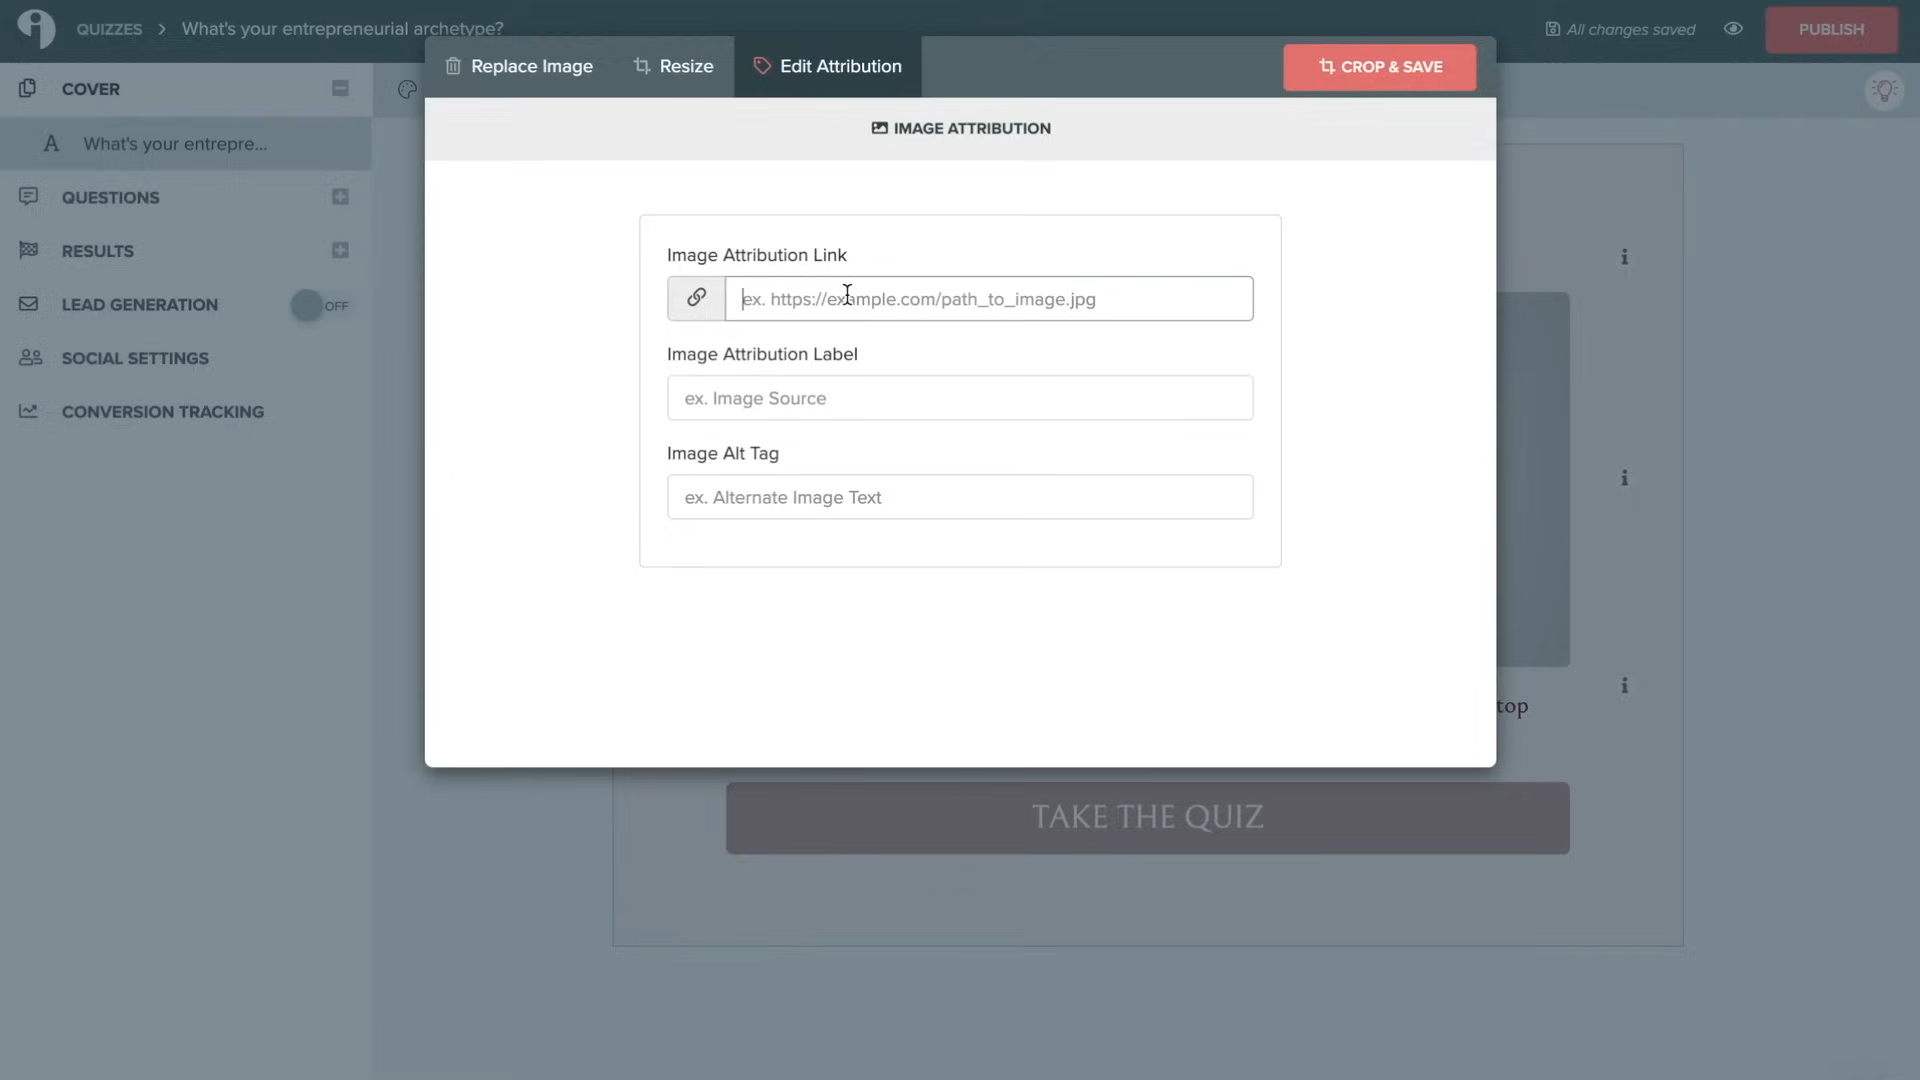 QUIZZES > What's your entrepreneurial archetype?
All changes saved
PUBLISH
Replace Image
Resize
Edit Attribution
CROP & SAVE
COVER
What's your entrepre...
QUESTIONS
RESULTS
LEAD GENERATION
OFF
SOCIAL SETTINGS
CONVERSION TRACKING
IMAGE ATTRIBUTION
Image Attribution Link
ex. https://example.com/path_to_image.jpg
Image Attribution Label
ex. Image Source
Image Alt Tag
ex. Alternate Image Text
top
TAKE THE QUIZ